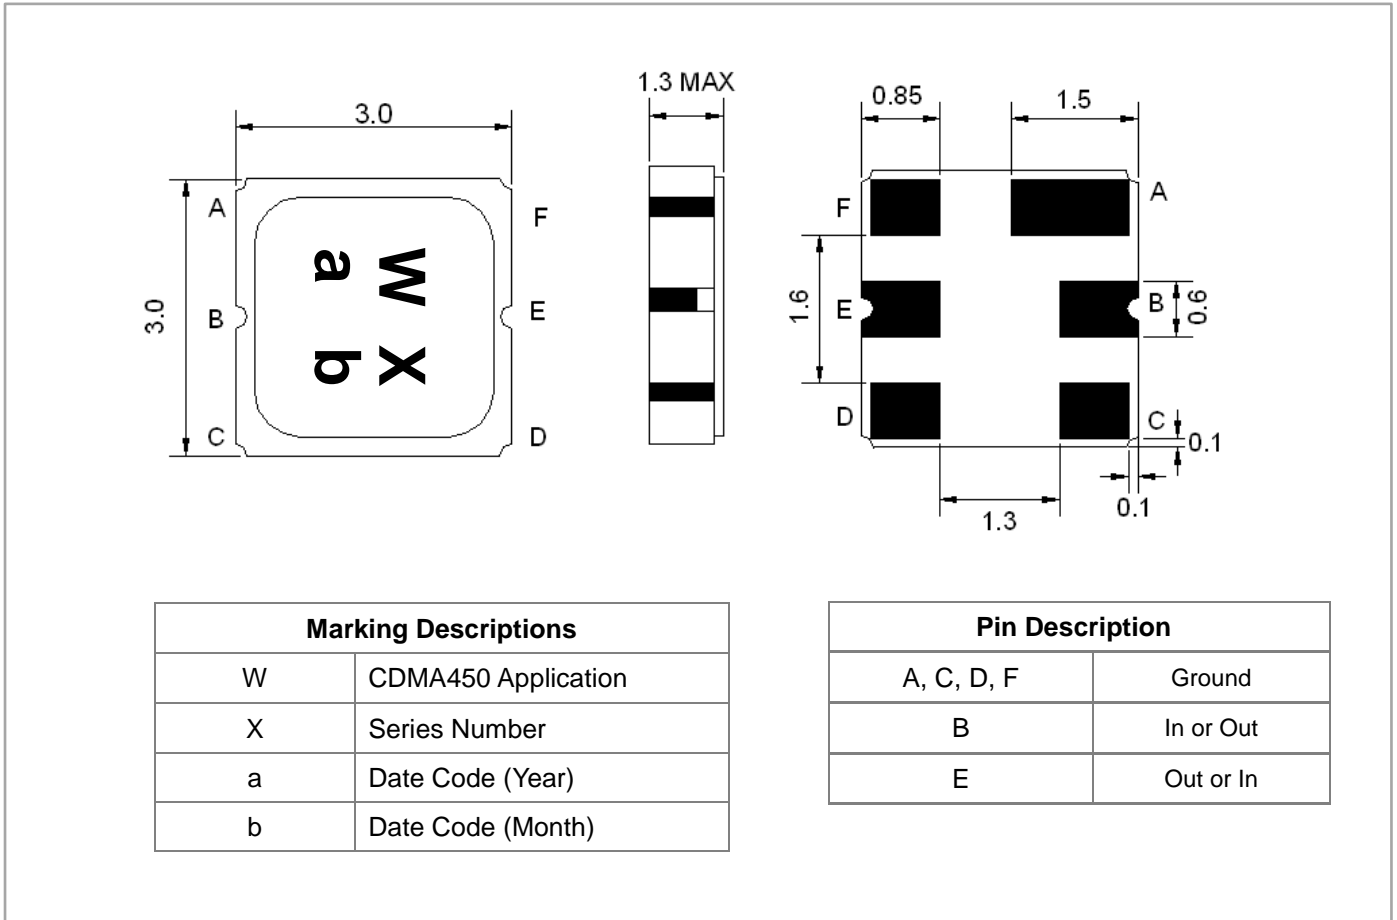 1.3 MAX
3.0
0.85
1.5
A
F
F
A
W
a
3.0
B
E
1.6
E
B
0.6
X
b
C
D
D
C
0.1
1.3
0.1
Marking Descriptions
W CDMA450 Application
X Series Number
a Date Code (Year)
b Date Code (Month)
Pin Description
A, C, D, F Ground
B In or Out
E Out or In